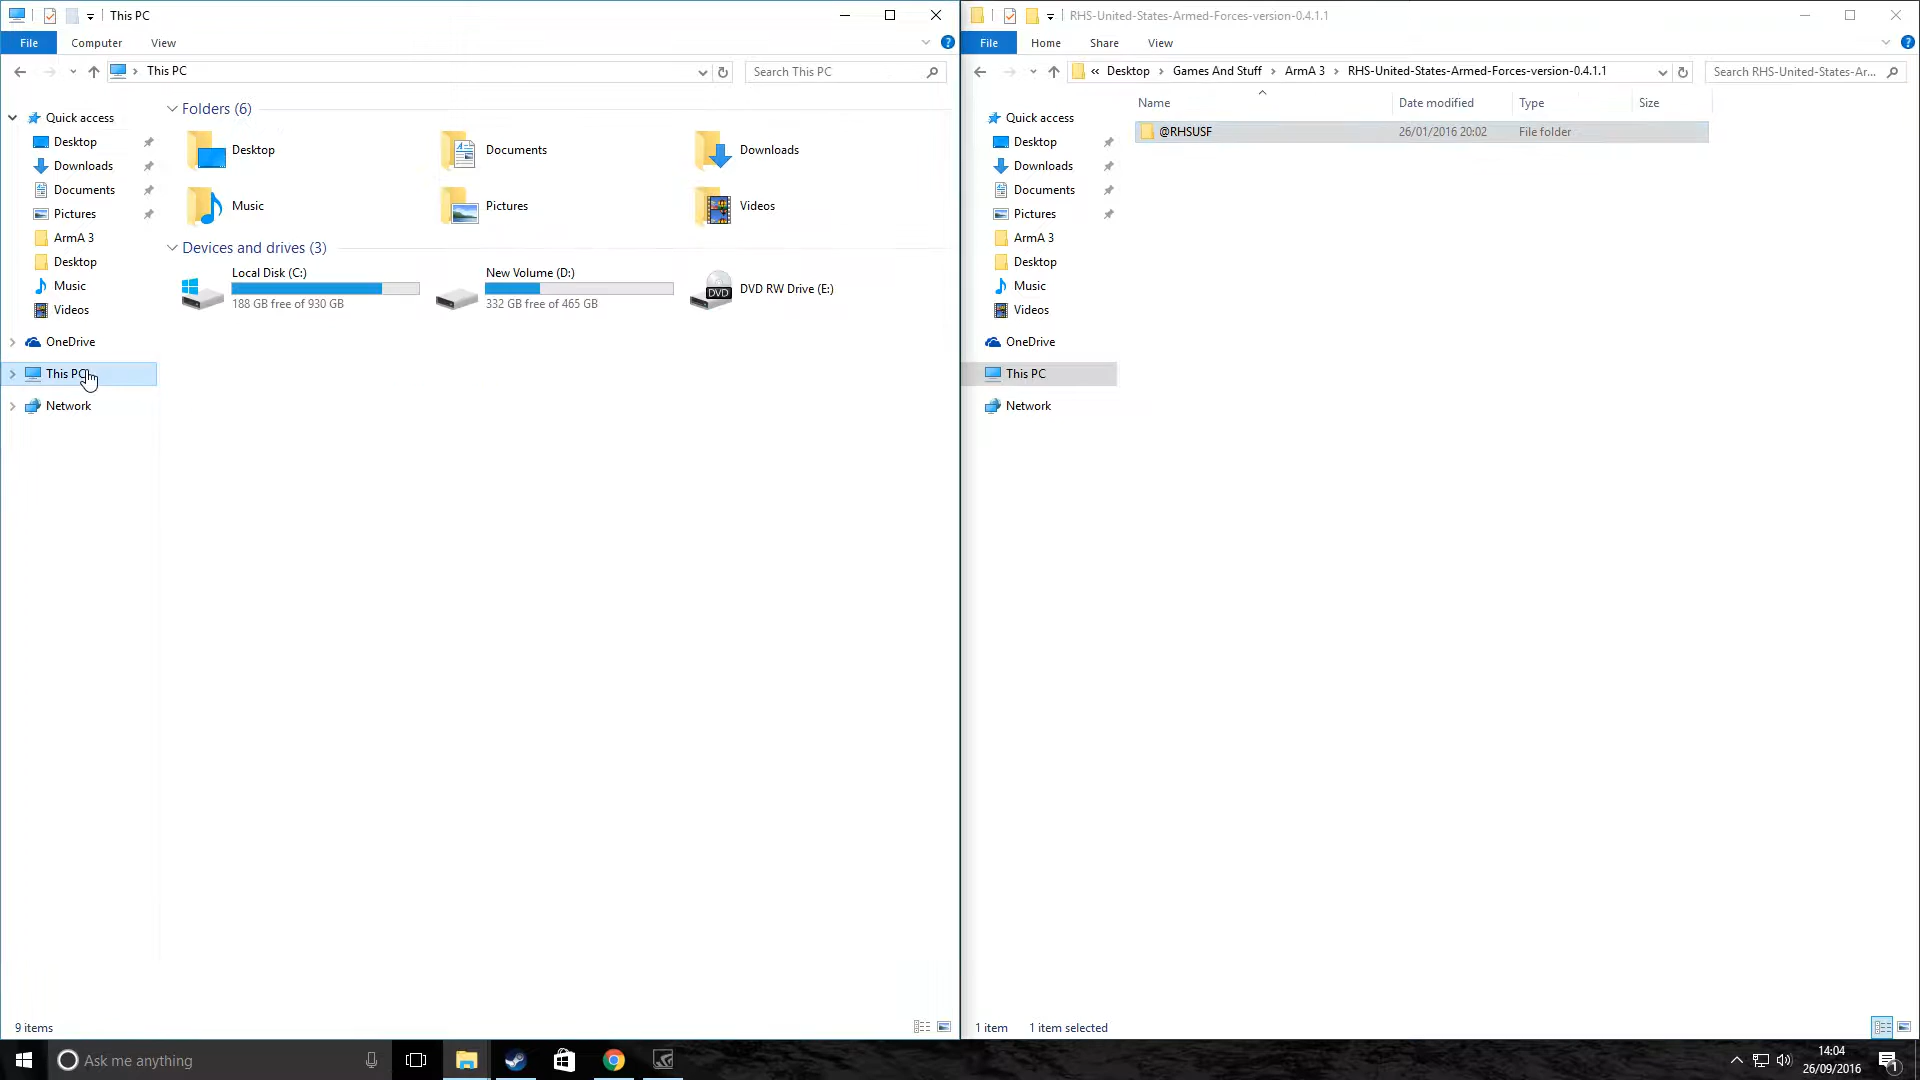 This PC
File
Computer
View
This PC
Search This PC
Quick access
Desktop
Downloads
Documents
Pictures
ArmA 3
Desktop
Music
Videos
OneDrive
This PC
Network
Folders (6)
Desktop
Documents
Downloads
Music
Pictures
Videos
Devices and drives (3)
Local Disk (C:)
188 GB free of 930 GB
New Volume (D:)
332 GB free of 465 GB
DVD
DVD RW Drive (E:)
9 items
RHS-United-States-Armed-Forces-version-0.4.1.1
File
Home
Share
View
« Desktop > Games And Stuff > ArmA 3 > RHS-United-States-Armed-Forces-version-0.4.1.1
Search RHS-United-States-Ar...
Quick access
Desktop
Downloads
Documents
Pictures
ArmA 3
Desktop
Music
Videos
OneDrive
This PC
Network
Name Date modified Type Size
@RHSUSF 26/01/2016 20:02 File folder
1 item 1 item selected
Ask me anything
14:04
26/09/2016
1